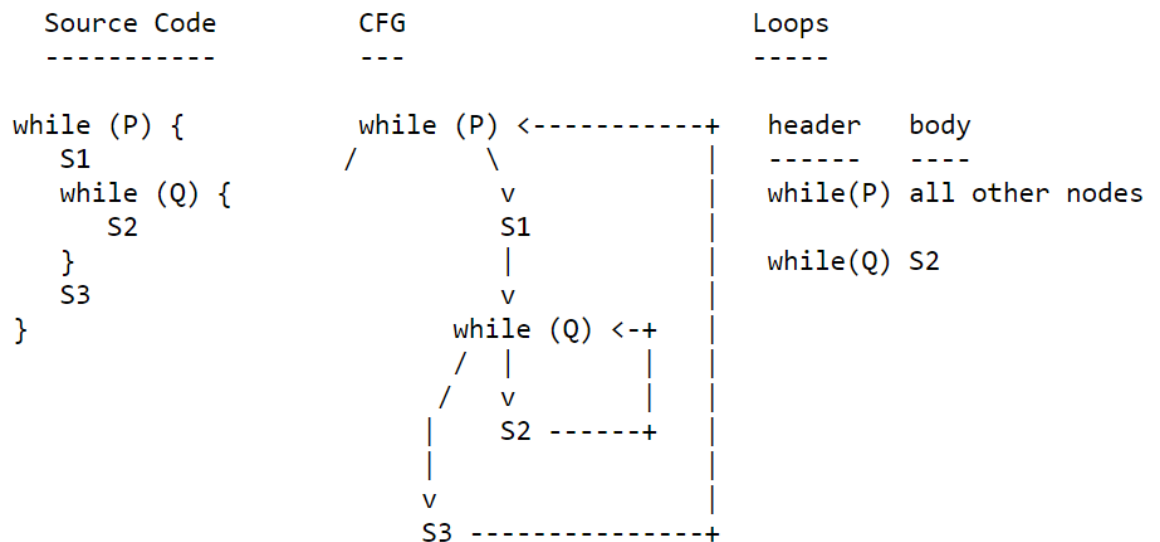 Source Code         CFG                     Loops
  -----------         ---                     -----

while (P) {           while (P) <-----------+   header   body
   S1                /        \             |   ------   ----
   while (Q) {                 v            |   while(P) all other nodes
      S2                       S1           |
   }                           |            |   while(Q) S2
   S3                          v            |
}                           while (Q) <-+   |
                            /  |        |   |
                           /   v        |   |
                          |    S2 ------+   |
                          |                 |
                          v                 |
                          S3 ---------------+